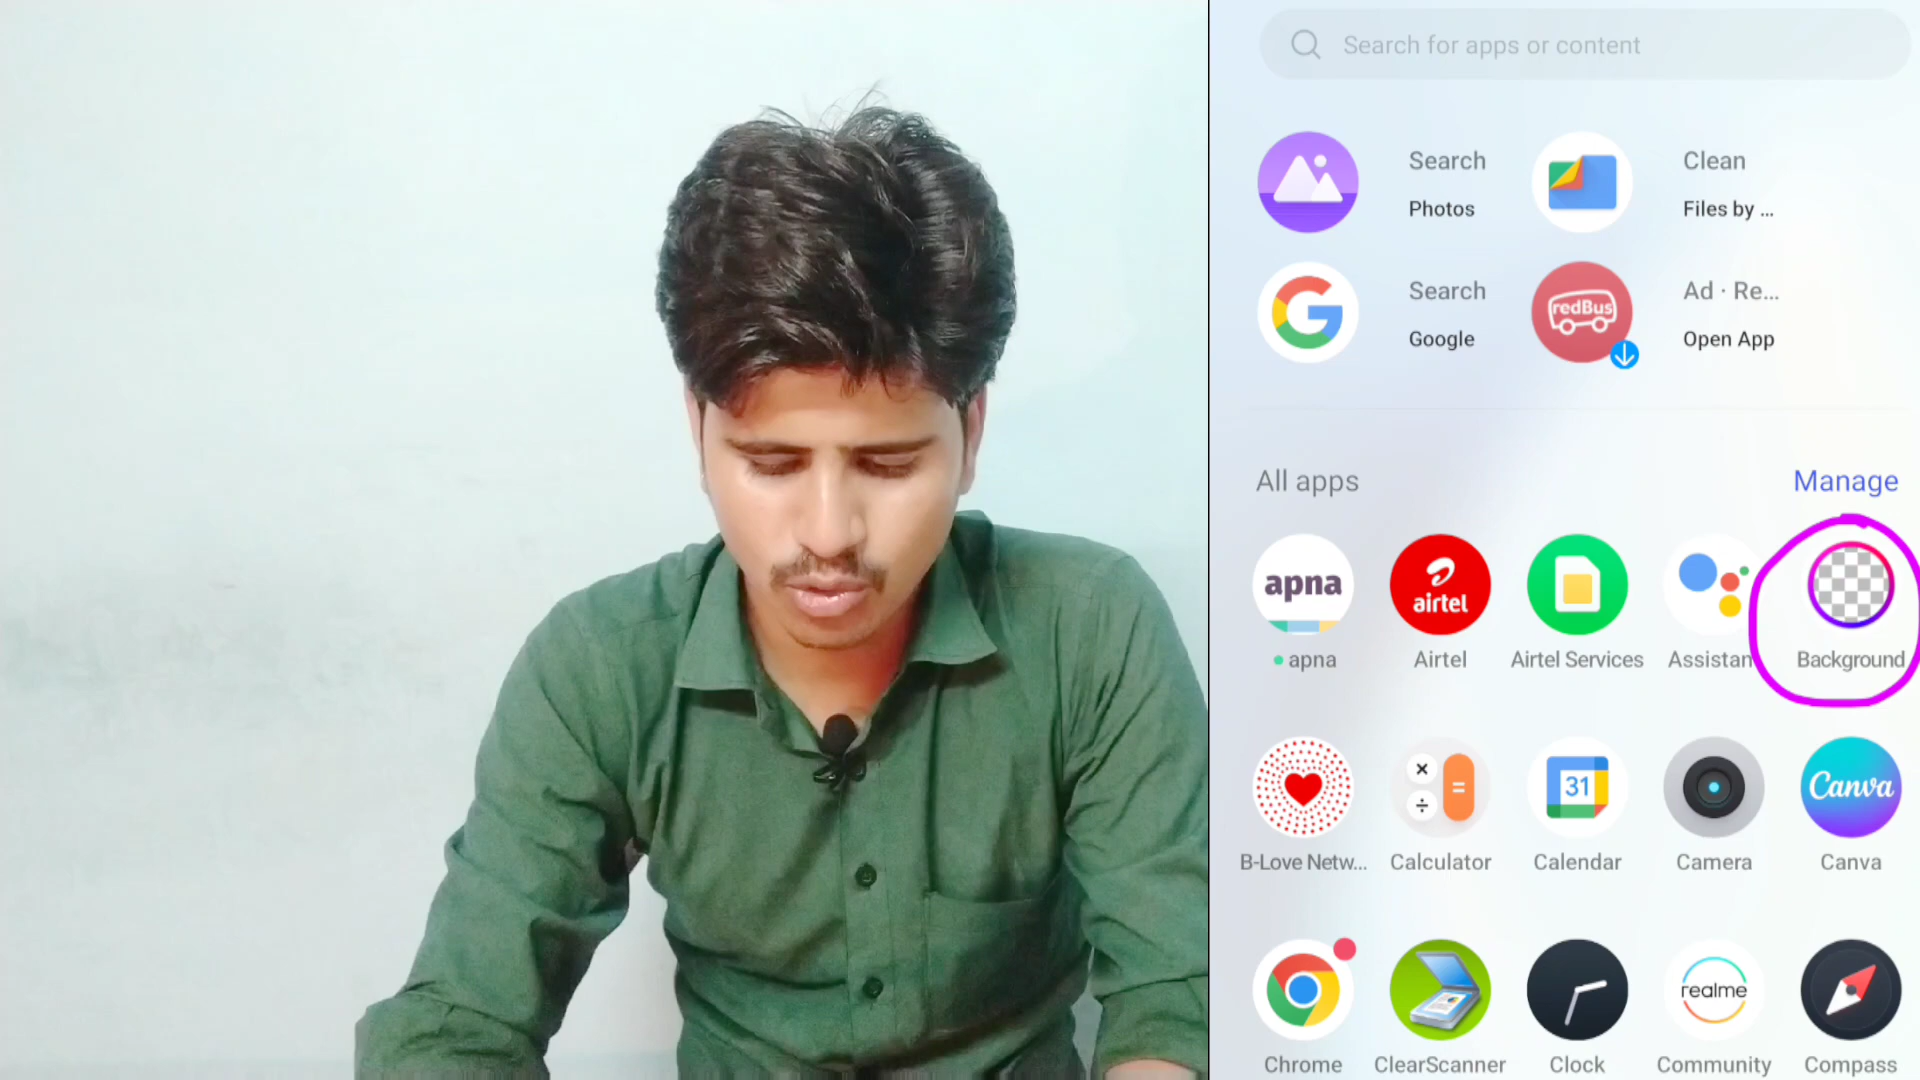 Search for apps or content
Search
Photos
Clean
Files by ...
Search
Google
redBus
Ad · Re...
Open App
All apps
Manage
apna
airtel
apna
Airtel
Airtel Services
Assistan
Background
31
Canva
B-Love Netw...
Calculator
Calendar
Camera
Canva
realme
Chrome
ClearScanner
Clock
Community
Compass